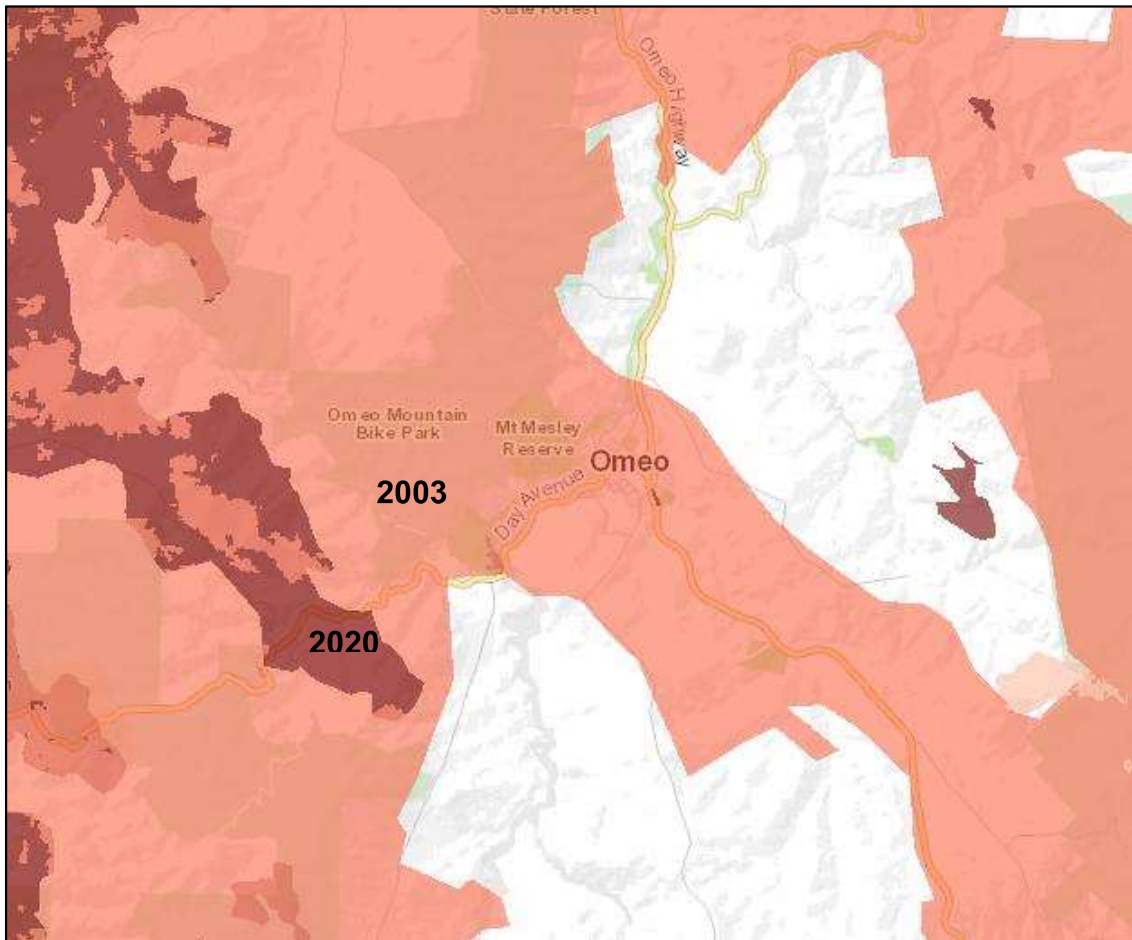 State Forest
Omeo Highway
Omeo Mountain
Bike Park
Mt Mesley
Reserve
Omeo
2003
Day Avenue
2020